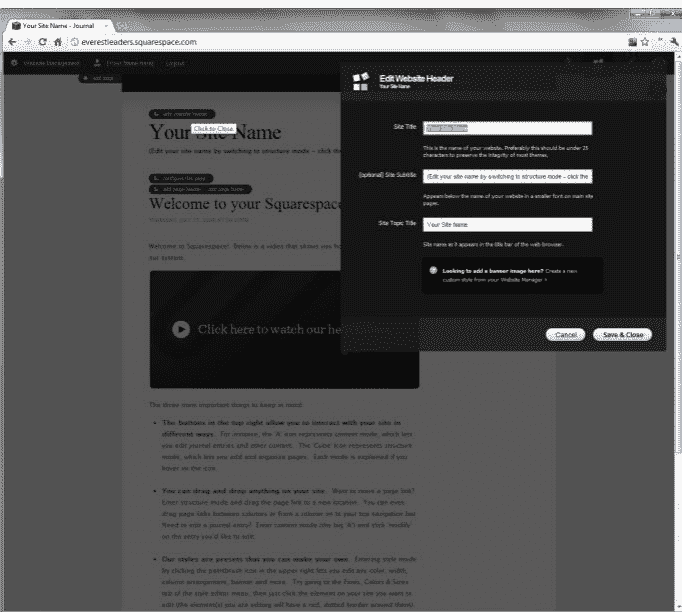 Your Site Name - Journal
everestleaders.squarespace.com
Website Management
Logout
Edit Website Header
Your Site Name
Click to Close
Your Site Name
(Edit your site name by switching to structure mode - click the
configure this page
add page header
Welcome to your Squarespac
Welcome to Squarespace! Below is a video that shows you ho
our system.
Click here to watch our he
Site Title
Your Site Name
This is the name of your website. Preferably this should be under 25
characters to preserve the integrity of most themes.
(optional) Site Subtitle
(Edit your site name by switching to structure mode - click the
Appears below the name of your website in a smaller font on main site
pages.
Site Topic Title
Your Site Name
Site name as it appears in the title bar of the web browser.
Looking to add a banner image here? Create a new
custom style from your Website Manager >
Cancel
Save & Close
The three most important things to keep in mind:
The buttons in the top right allow you to interact with your site in
different ways. For instance, the 'A' icon represents content mode, which lets
you edit journal entries and other content. The Cube icon represents structure
mode, which lets you add and organize pages. Each mode is explained if you
hover on the icon.
You can drag and drop anything on your site. Want to move a page link?
Enter structure mode and drag the page link to a new location. You can even
drag page links between columns or from a column on to your top navigation bar.
Need to edit a journal entry? Enter content mode (the big 'A') and click 'modify'
on the entry you'd like to edit.
Our styles are presets that you can make your own. Entering style mode
by clicking the paintbrush icon in the upper right lets you edit any color, width,
column arrangement, banner and more. Try going to the Fonts, Colors & Sizes
tab of the style editor menu, then just click the element on your site you want to
edit (the element(s) you are editing will have a red, dotted border around them).